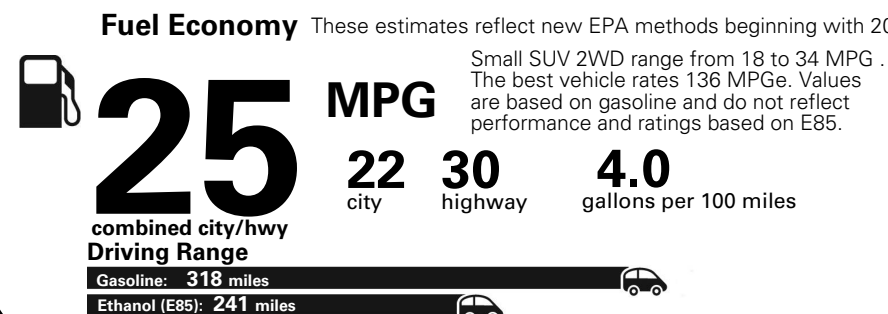 Fuel Economy These estimates reflect new EPA methods beginning with 20
Small SUV 2WD range from 18 to 34 MPG .
The best vehicle rates 136 MPGe. Values
are based on gasoline and do not reflect
performance and ratings based on E85.
25 MPG
22 30 4.0
city highway gallons per 100 miles
combined city/hwy
Driving Range
Gasoline: 318 miles
Ethanol (E85): 241 miles